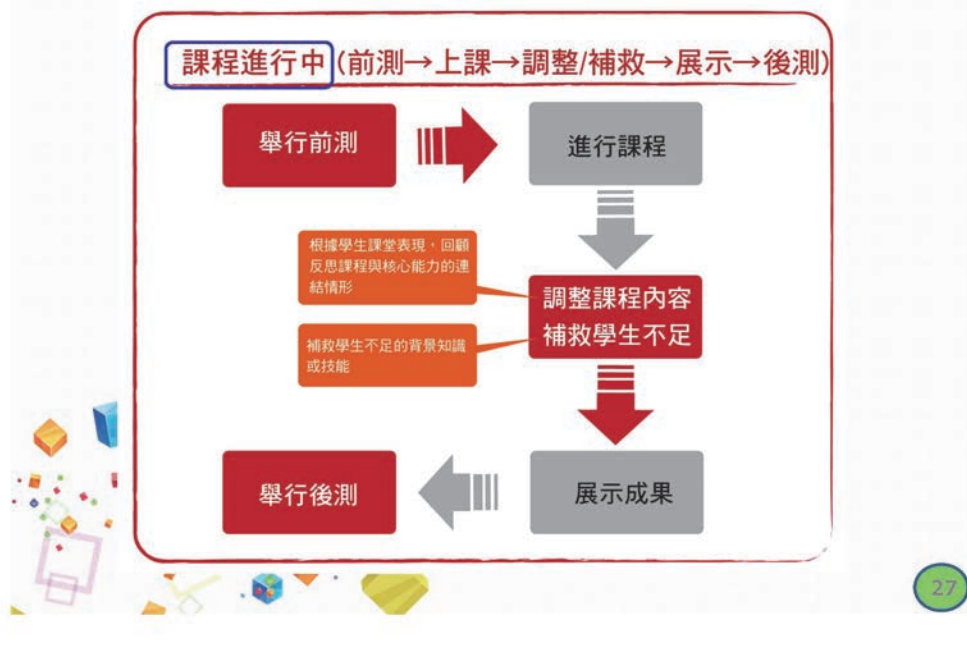 課程進行中(前測→上課→調整/補救→展示→後測)
舉行前測
進行課程
根據學生課堂表現,回顧
反思課程與核心能力的連
結情形
調整課程內容
補救學生不足
補救學生不足的背景知識
或技能
舉行後測
展示成果
27